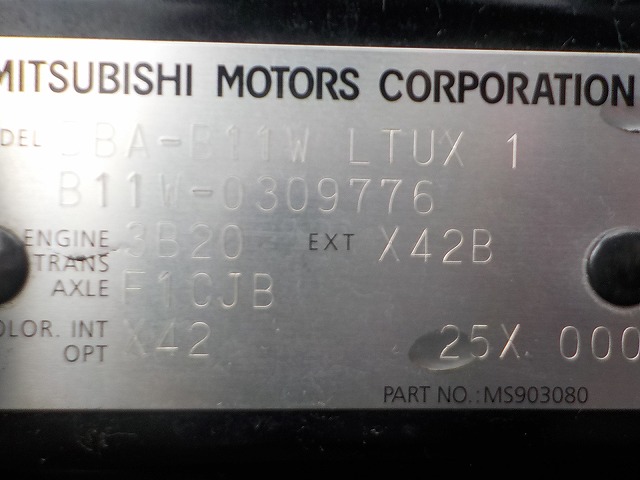 MITSUBISHI MOTORS CORPORATION
DEL DBA-B11W LTUX 1
B11W-0309776
ENGINE 3B20 EXT X42B
TRANS
AXLE F1CJB
OLOR. INT X42 25X 000
OPT
PART NO.:MS903080